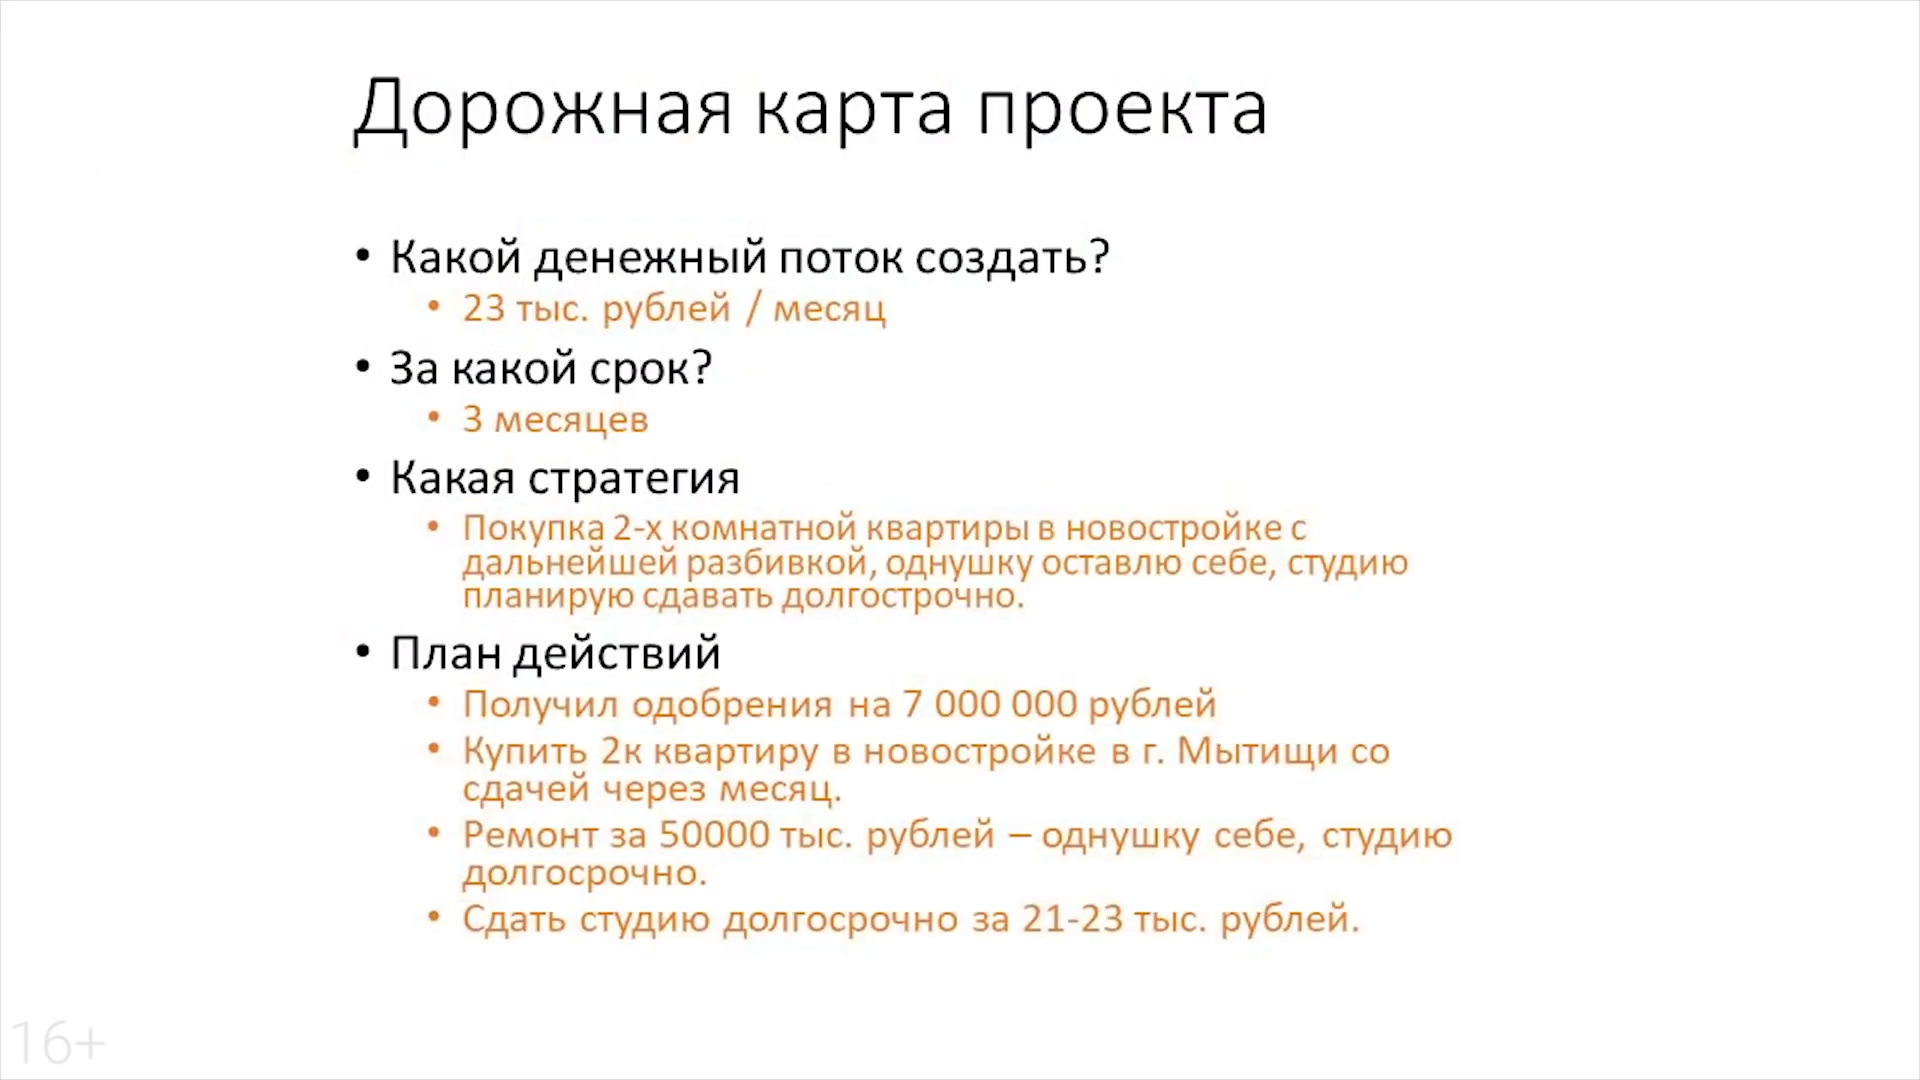 Дорожная карта проекта
• Какой денежный поток создать?
• 23 тыс. рублей / месяц
• За какой срок?
• 3 месяцев
• Какая стратегия
• Покупка 2-х комнатной квартиры в новостройке с
дальнейшей разбивкой, однушку оставлю себе, студию
планирую сдавать долгострочно.
• План действий
• Получил одобрения на 7 000 000 рублей
• Купить 2к квартиру в новостройке в г. Мытищи со
сдачей через месяц.
• Ремонт за 50000 тыс. рублей – однушку себе, студию
долгосрочно.
• Сдать студию долгосрочно за 21-23 тыс. рублей.
16+